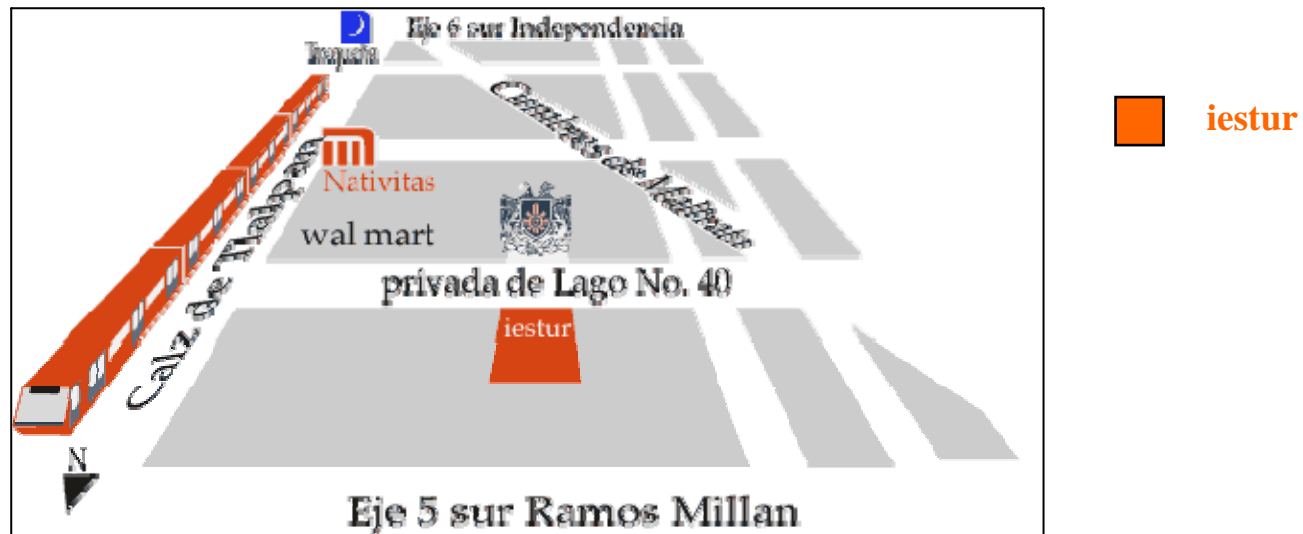 Eje 6 sur Independencia
iestur
Calz de Tlalpan
Nativitas
wal mart
privada de Lago No. 40
iestur
N
Eje 5 sur Ramos Millan